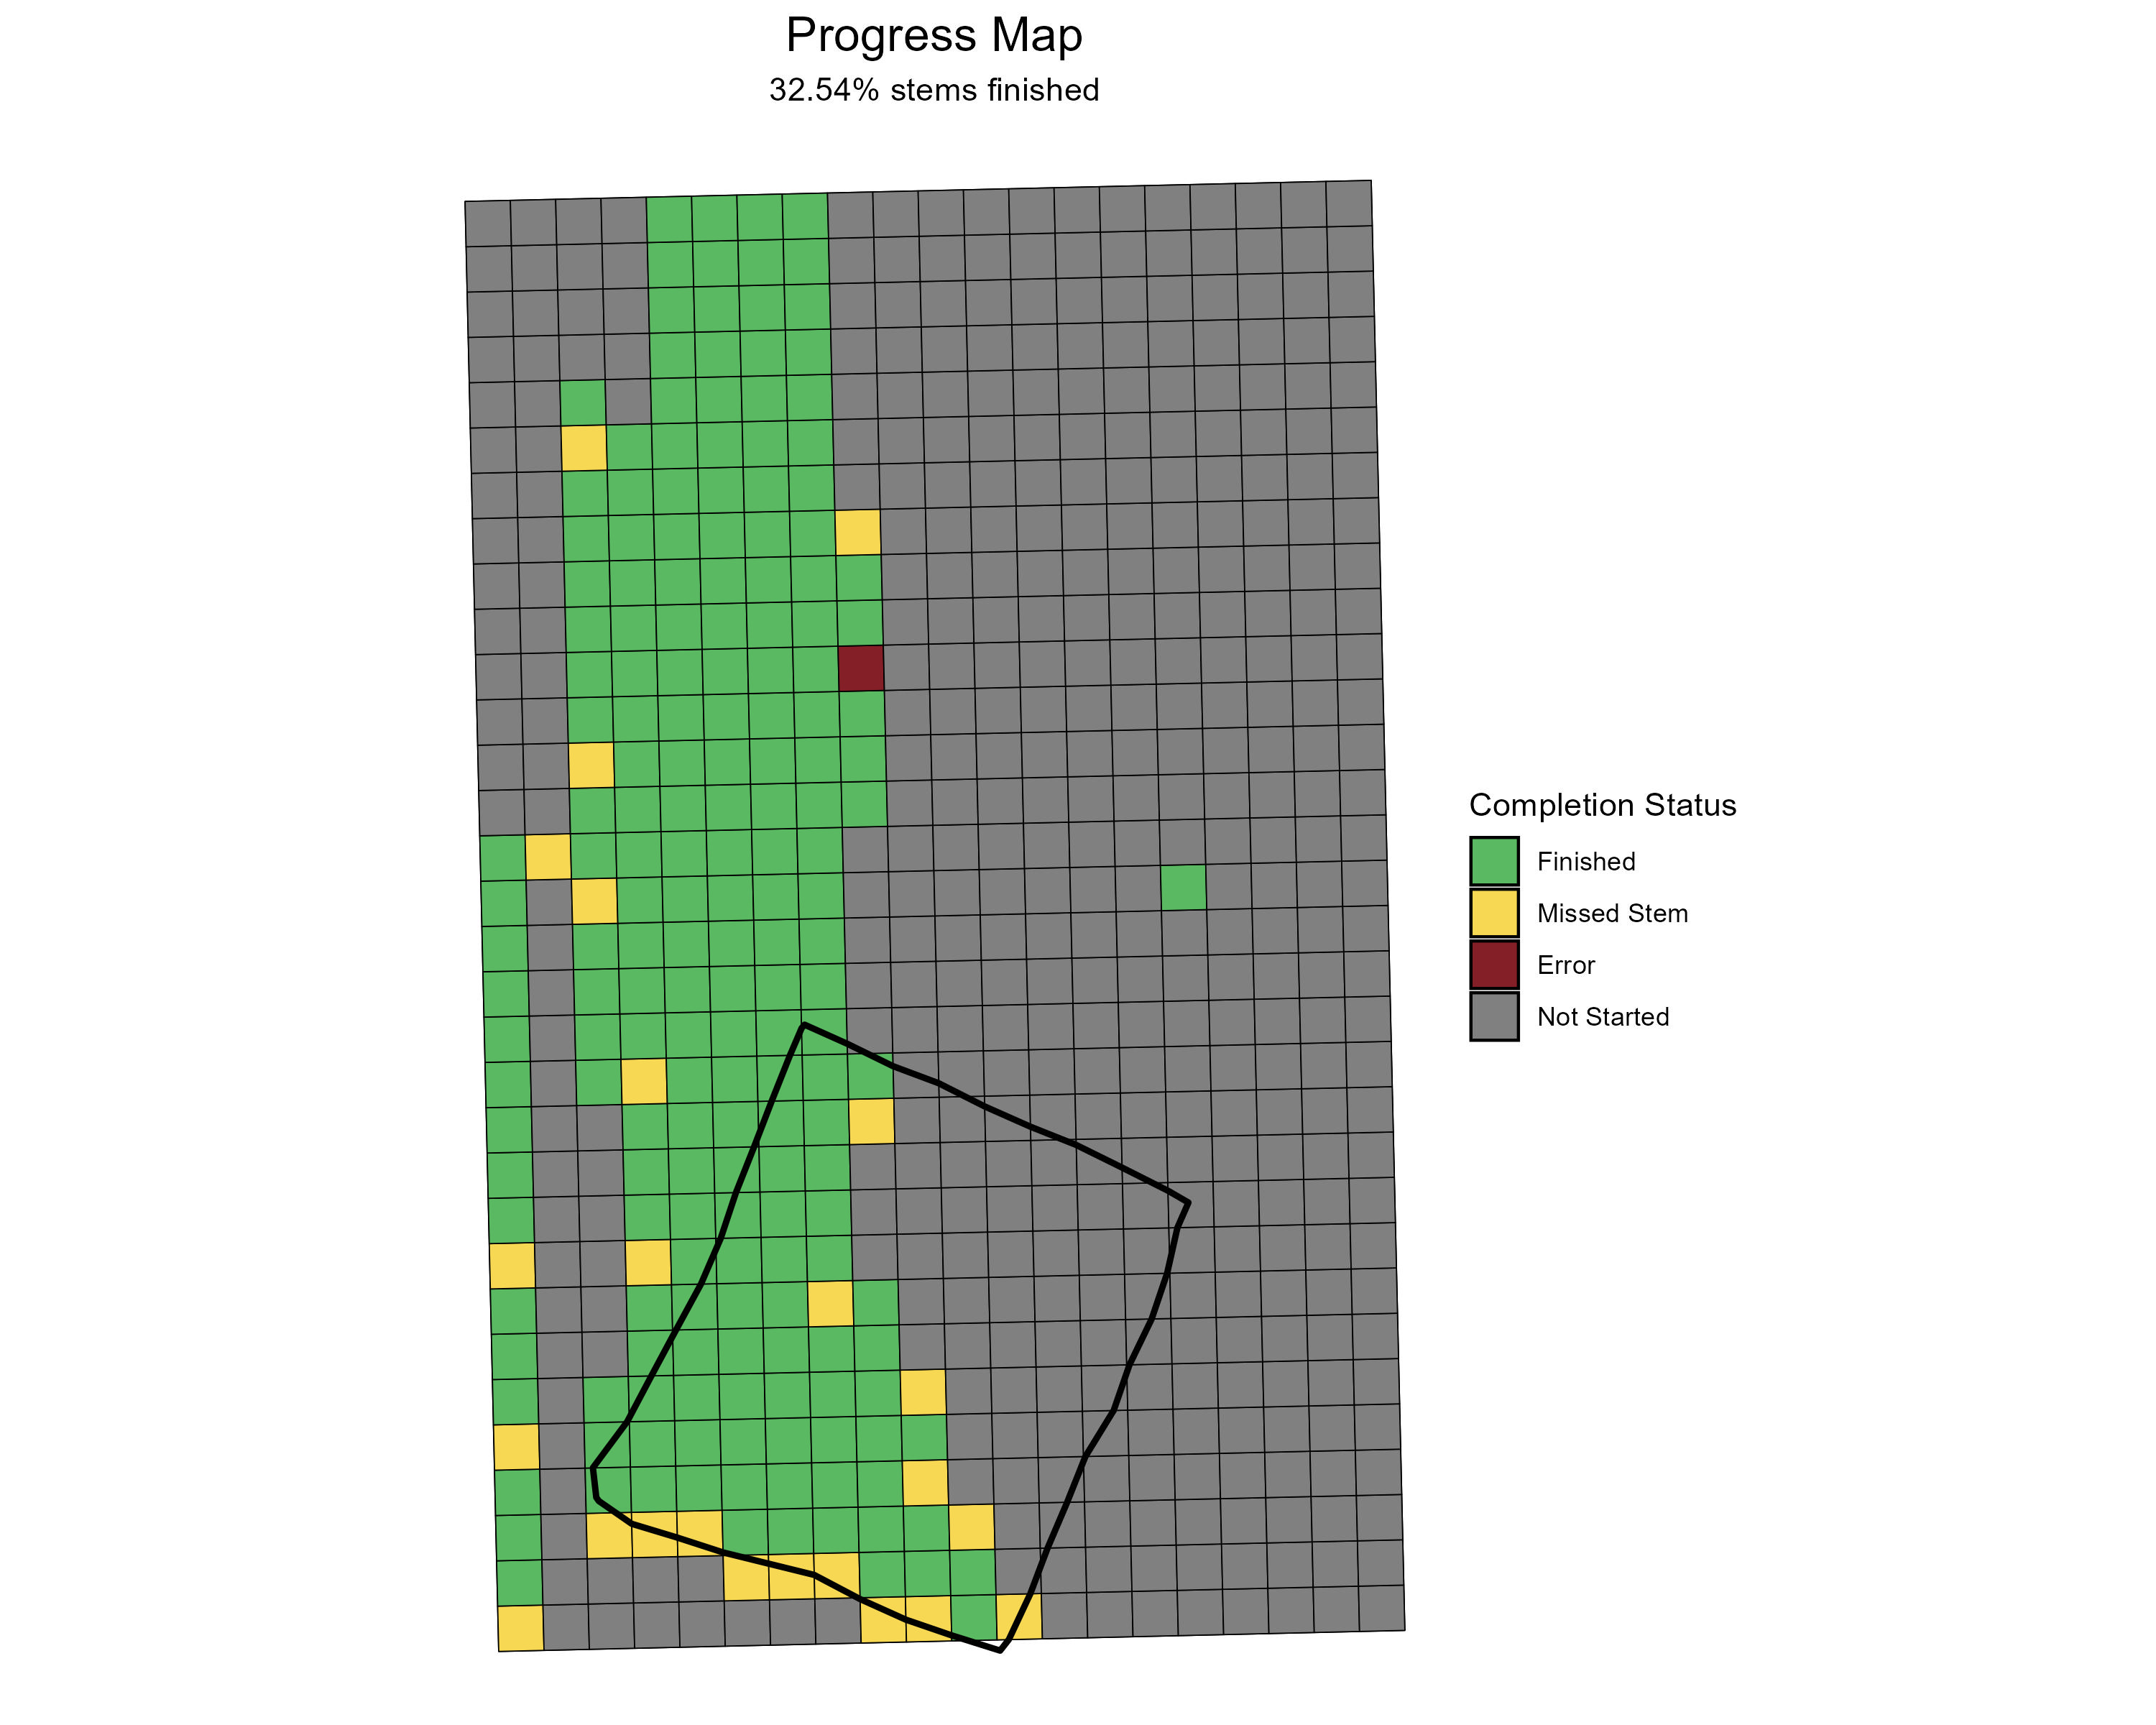 Progress Map
32.54% stems finished
Completion Status
Finished
Missed Stem
Error
Not Started